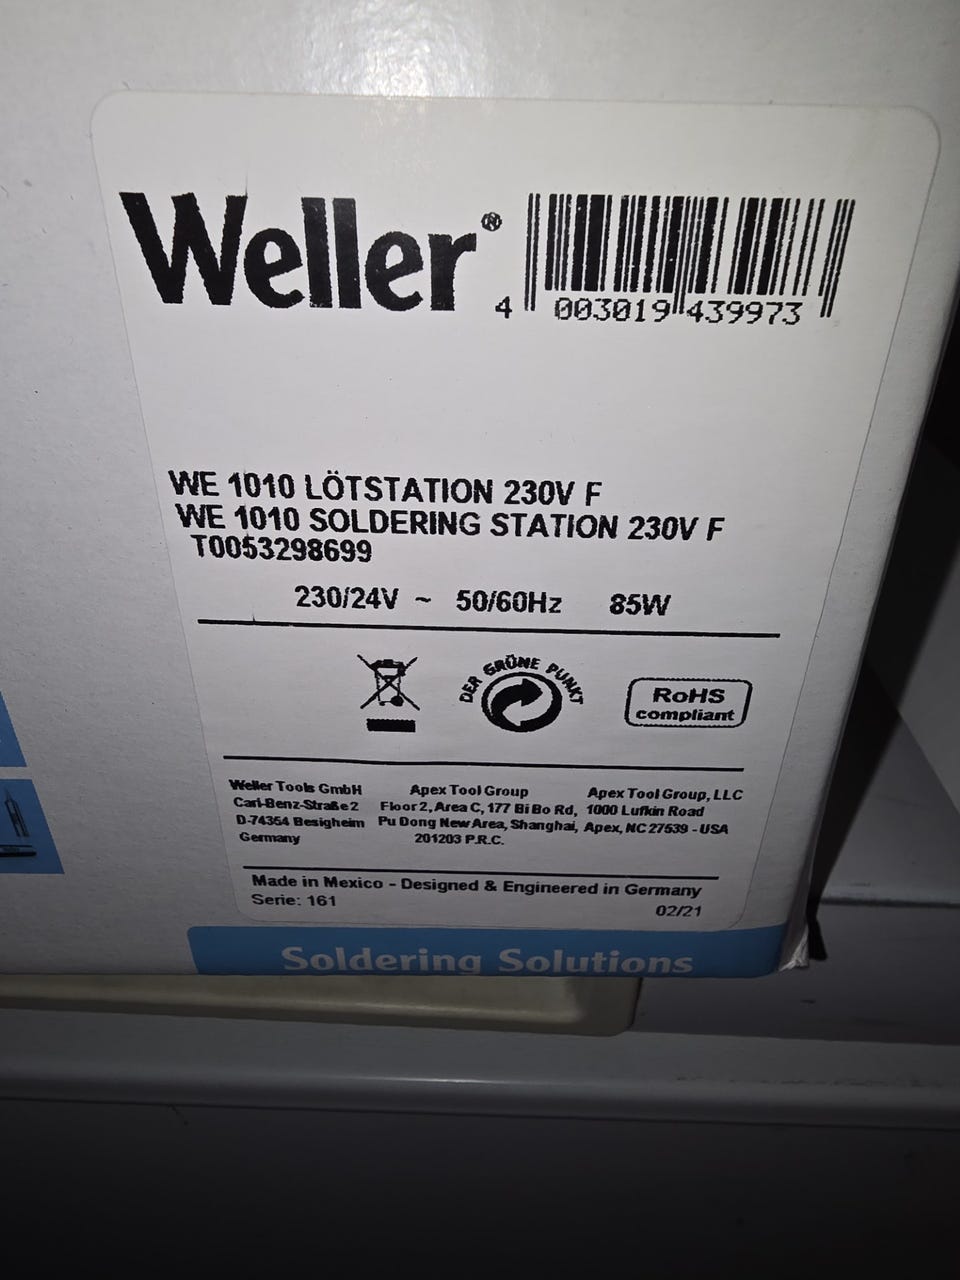 Weller®
4 003019 439973
WE 1010 LÖTSTATION 230V F
WE 1010 SOLDERING STATION 230V F
T0053298699
230/24V ~ 50/60Hz 85W
DER GRÜNE PUNKT
RoHS
compliant
Weller Tools GmbH
Carl-Benz-Straße 2
D-74354 Besigheim
Germany
Apex Tool Group
Floor 2, Area C, 177 Bi Bo Rd,
Pu Dong New Area, Shanghai,
201203 P.R.C.
Apex Tool Group, LLC
1000 Lufkin Road
Apex, NC 27539 - USA
Made in Mexico - Designed & Engineered in Germany
Serie: 161
02/21
Soldering Solutions